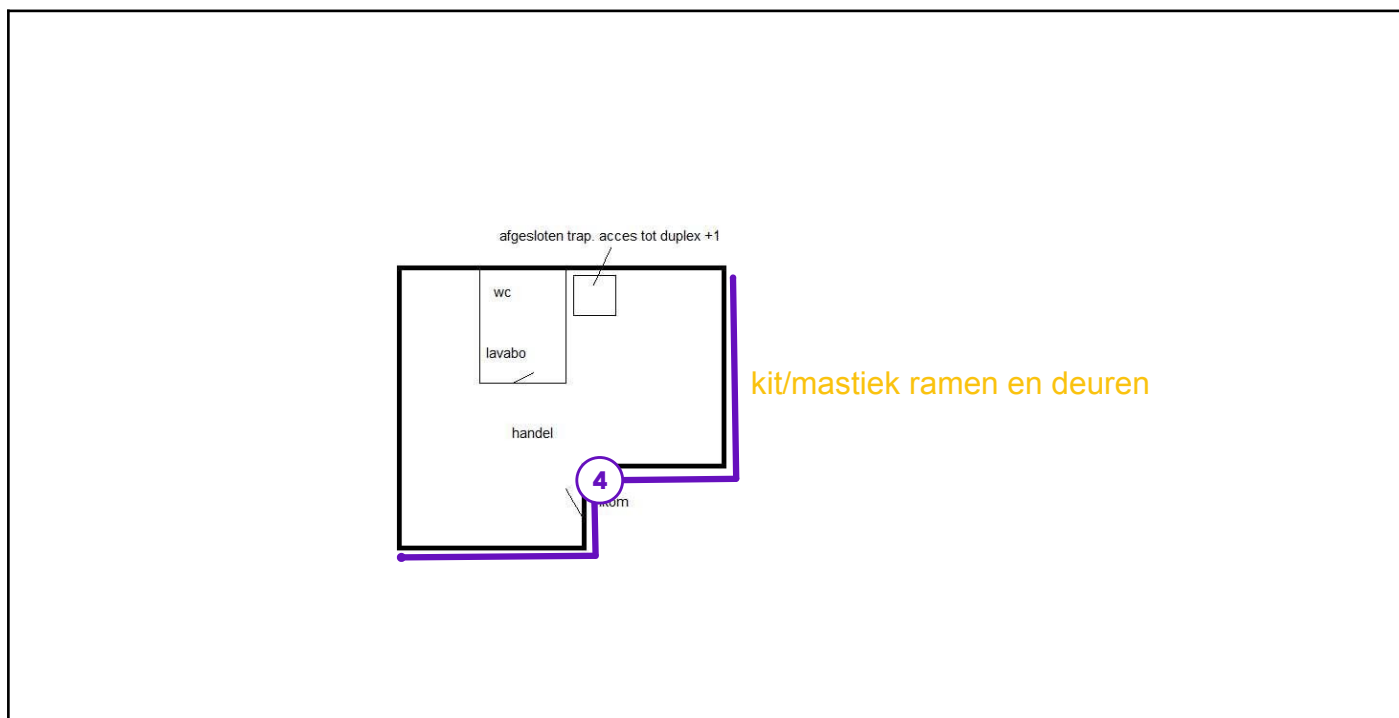 afgesloten trap. acces tot duplex +1
wc
lavabo
kit/mastiek ramen en deuren
handel
4